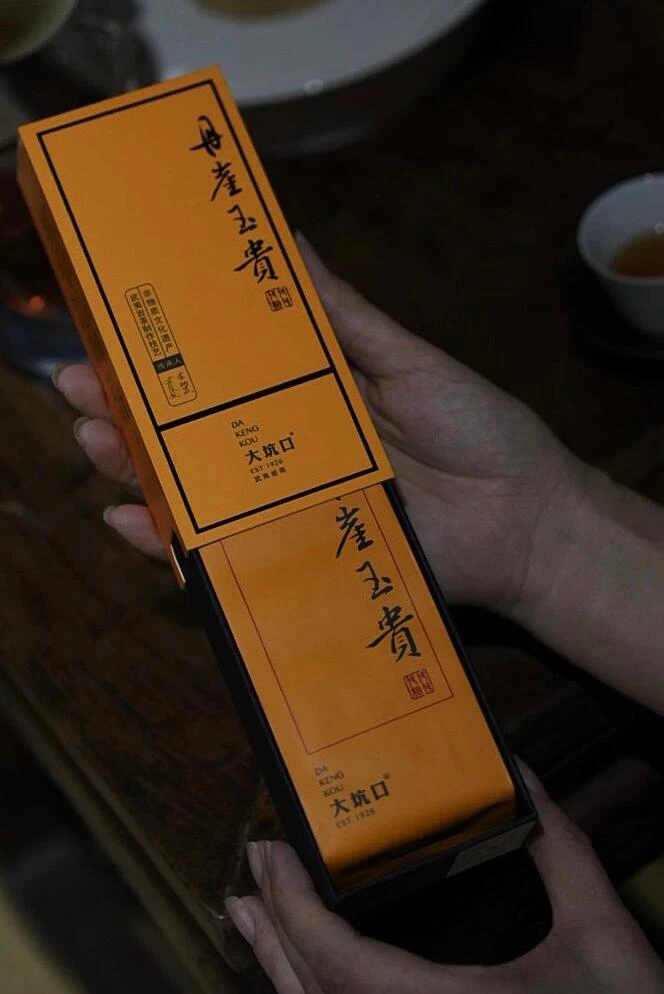 丹崖玉貴
非物质文化遗产
武夷岩茶制作技艺
传承人
DA
KENG
KOU
大坑口®
EST 1926
武夷岩茶
崖玉貴
DA
KENG
KOU
大坑口®
EST 1926